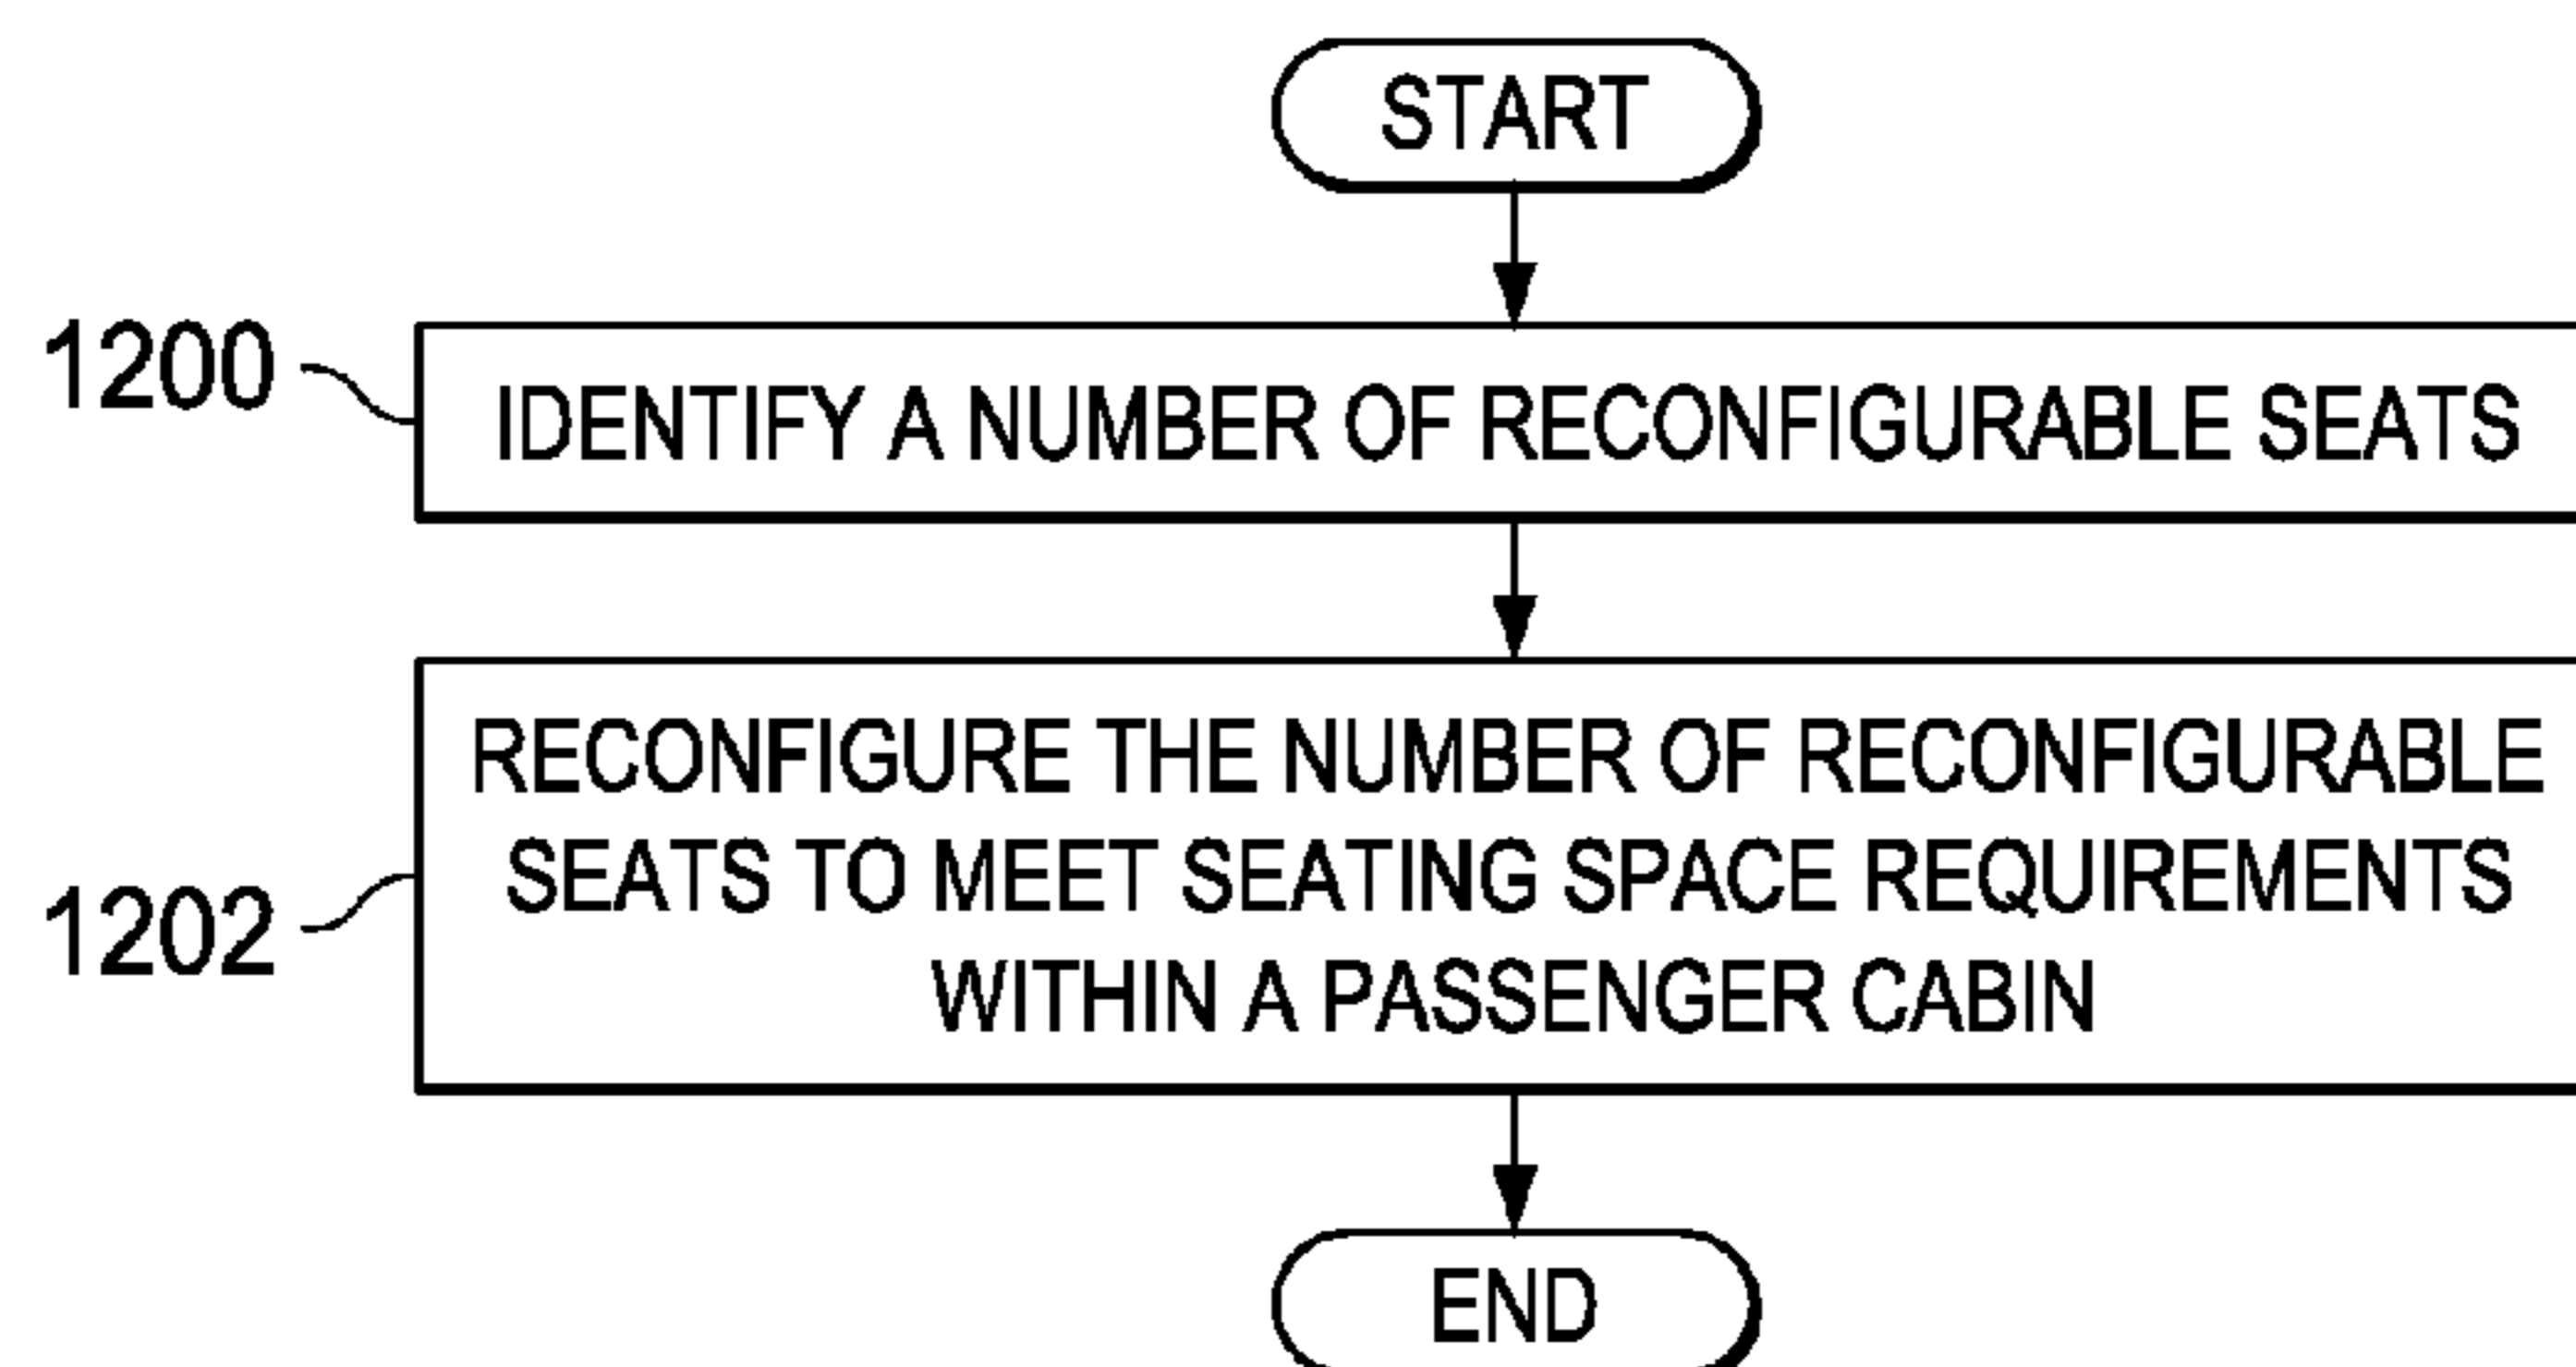 START
1200
IDENTIFY A NUMBER OF RECONFIGURABLE SEATS
RECONFIGURE THE NUMBER OF RECONFIGURABLE
SEATS TO MEET SEATING SPACE REQUIREMENTS
WITHIN A PASSENGER CABIN
1202
END